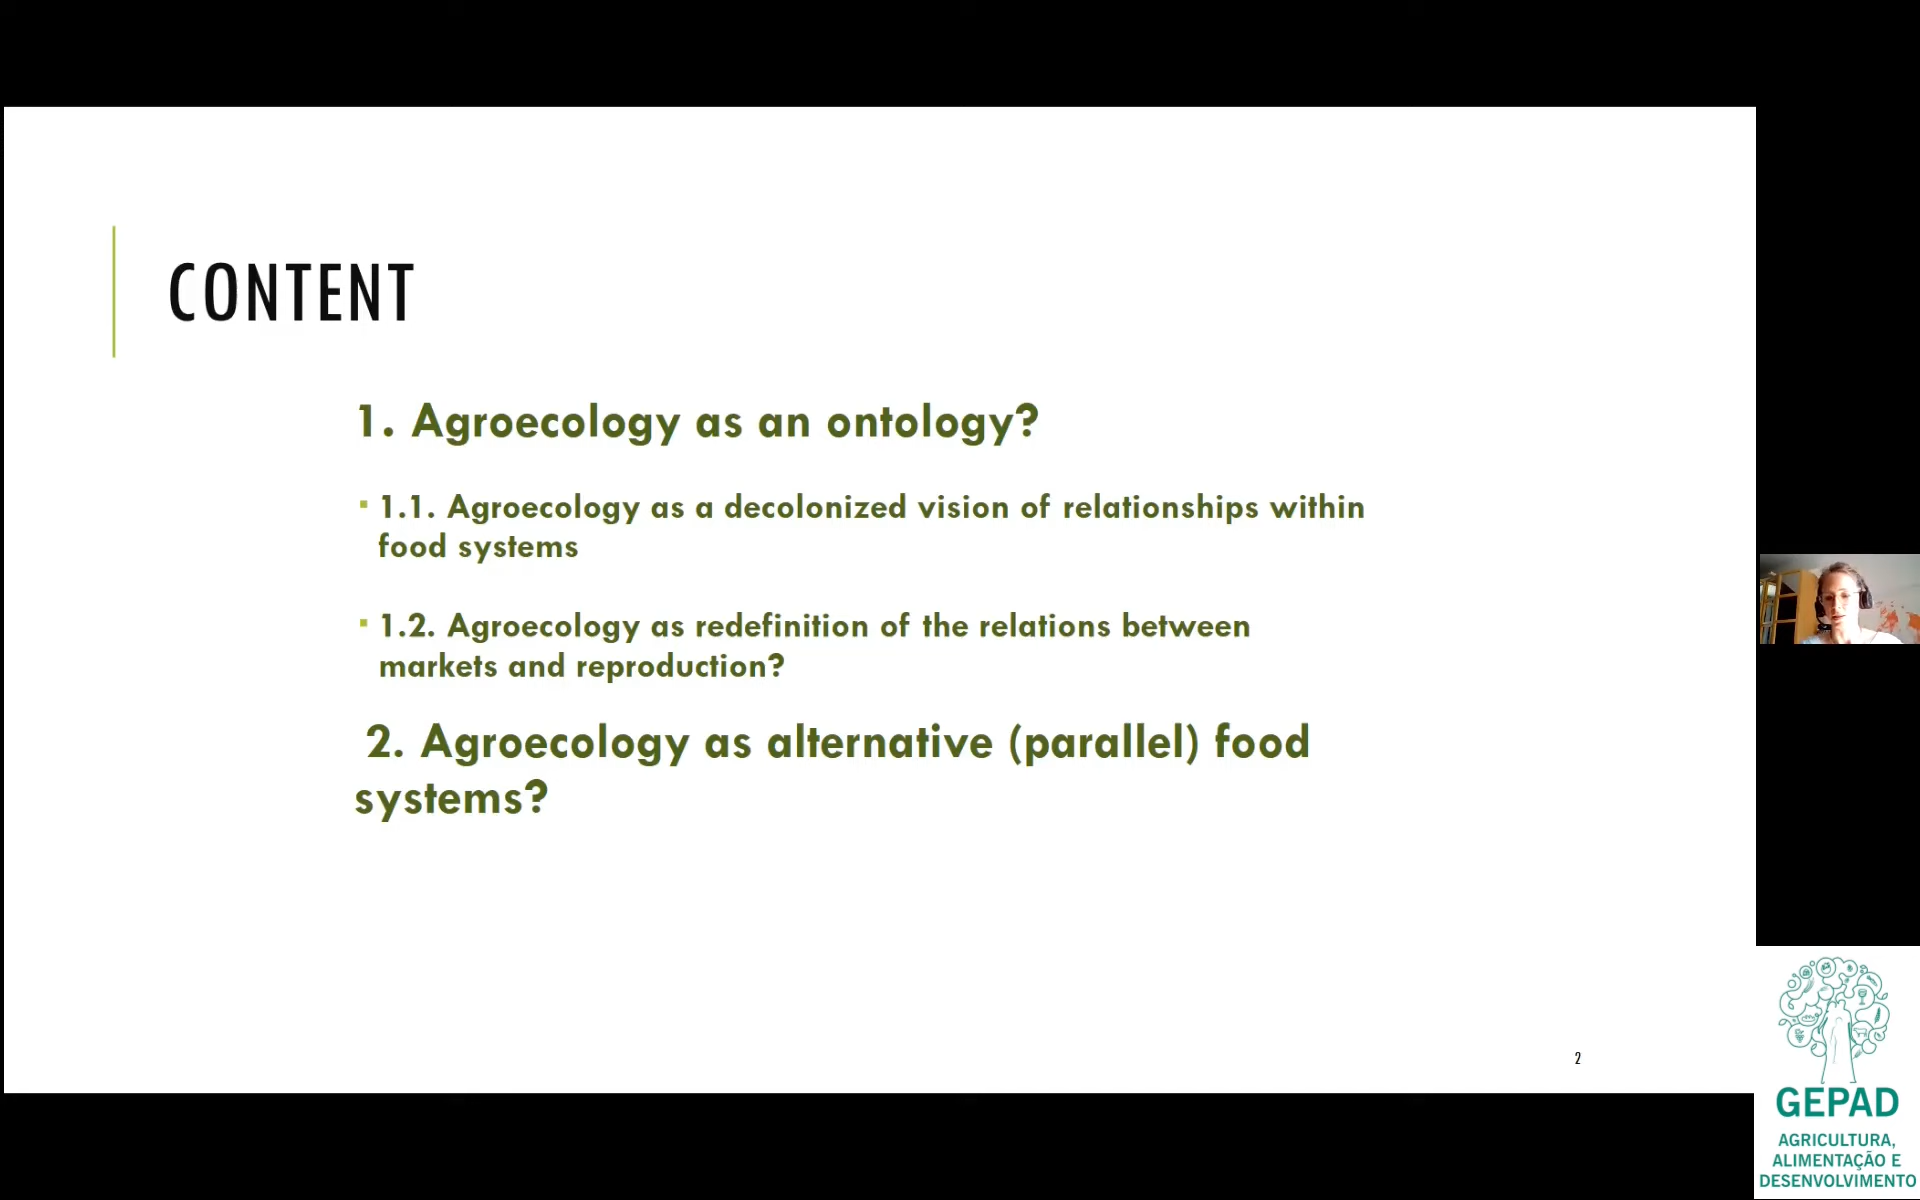 CONTENT
1. Agroecology as an ontology?
1.1. Agroecology as a decolonized vision of relationships within
food systems
1.2. Agroecology as redefinition of the relations between
markets and reproduction?
2. Agroecology as alternative (parallel) food
systems?
2
GEPAD
AGRICULTURA,
ALIMENTAÇÃO E
DESENVOLVIMENTO